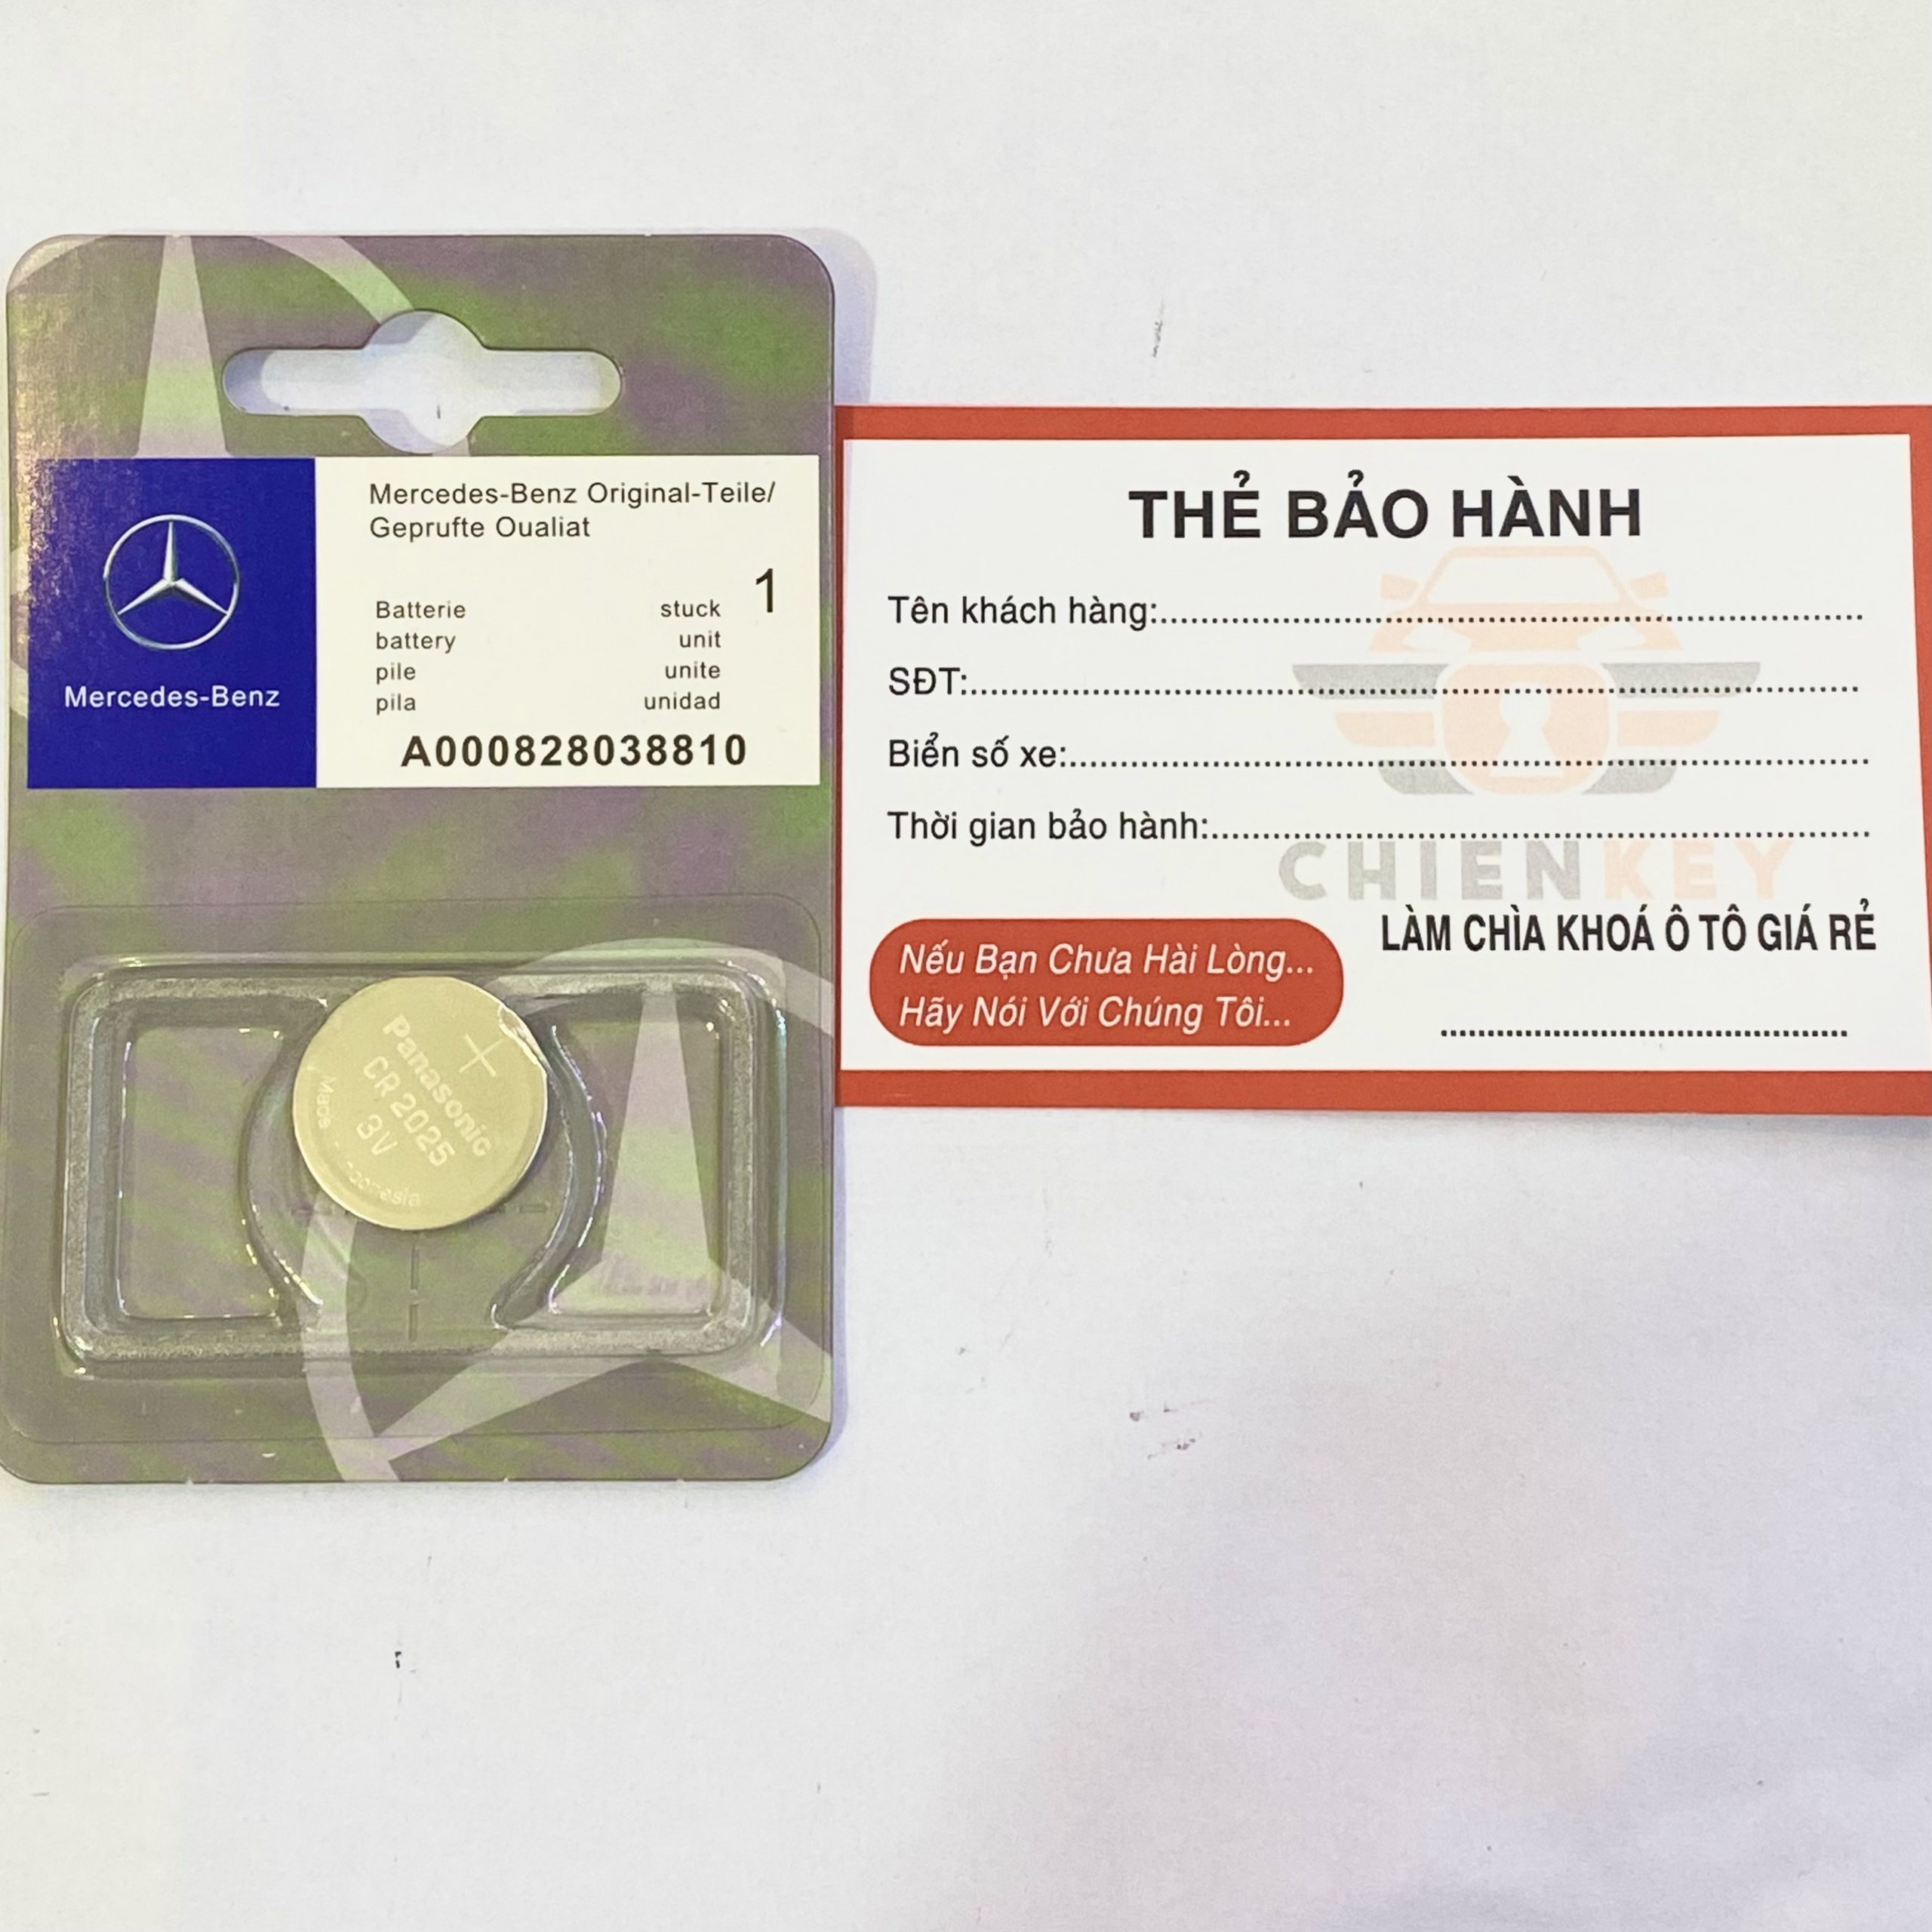 Mercedes-Benz
Mercedes-Benz Original-Teile/
Geprufte Oualiat
1
Batterie stuck
battery unit
pile unite
pila unidad
A000828038810
+
Panasonic
CR2025
3V
Made Indonesia
THẺ BẢO HÀNH
Tên khách hàng:
SĐT:
Biển số xe:
Thời gian bảo hành:
CHIENKEY
LÀM CHÌA KHOÁ Ô TÔ GIÁ RẺ
Nếu Bạn Chưa Hài Lòng...
Hãy Nói Với Chúng Tôi...